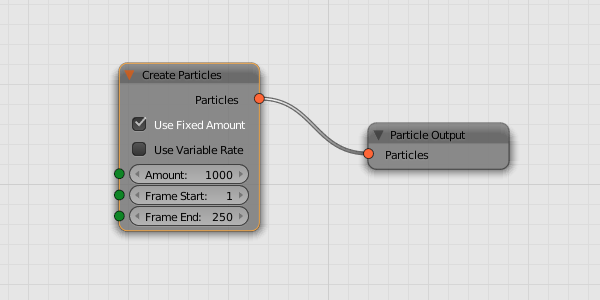 Create Particles
Particles
Use Fixed Amount
Use Variable Rate
Amount: 1000
Frame Start: 1
Frame End: 250
Particle Output
Particles